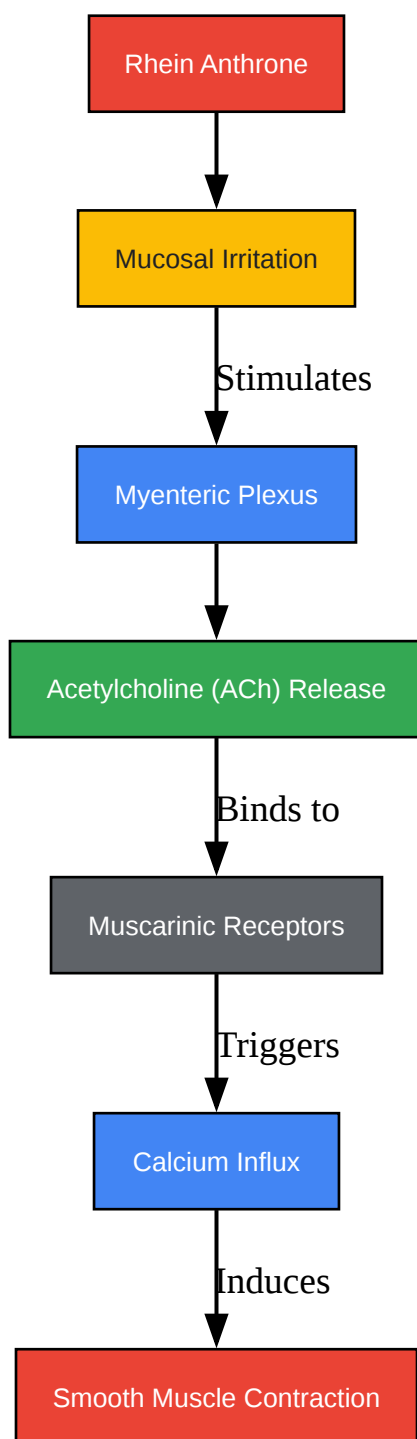 Rhein Anthrone
Mucosal Irritation
Stimulates
Myenteric Plexus
Acetylcholine (ACh) Release
Binds to
Muscarinic Receptors
Triggers
Calcium Influx
Induces
Smooth Muscle Contraction